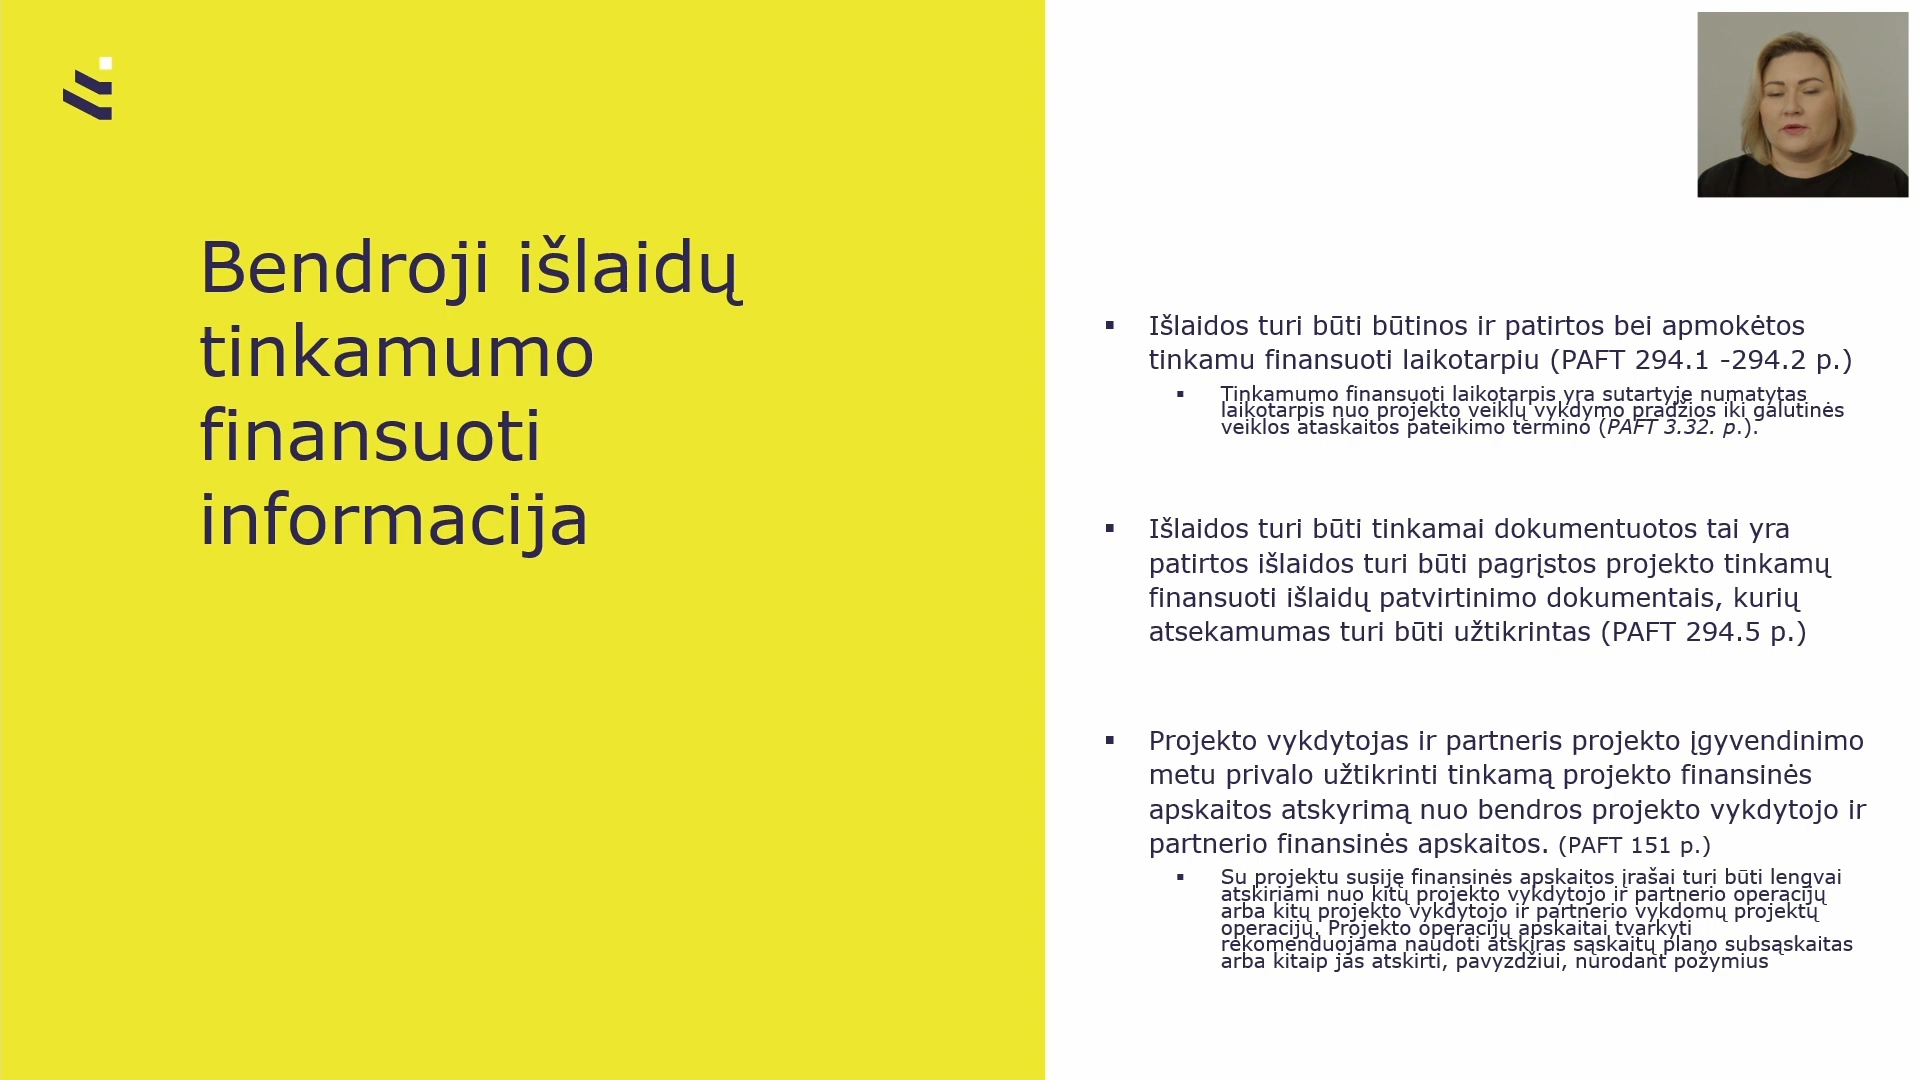 Bendroji išlaidų
tinkamumo
finansuoti
informacija
▪ Išlaidos turi būti būtinos ir patirtos bei apmokėtos
tinkamu finansuoti laikotarpiu (PAFT 294.1 -294.2 p.)
▪ Tinkamumo finansuoti laikotarpis yra sutartyje numatytas
laikotarpis nuo projekto veiklų vykdymo pradžios iki galutinės
veiklos ataskaitos pateikimo termino (PAFT 3.32. p.).
▪ Išlaidos turi būti tinkamai dokumentuotos tai yra
patirtos išlaidos turi būti pagrįstos projekto tinkamų
finansuoti išlaidų patvirtinimo dokumentais, kurių
atsekamumas turi būti užtikrintas (PAFT 294.5 p.)
▪ Projekto vykdytojas ir partneris projekto įgyvendinimo
metu privalo užtikrinti tinkamą projekto finansinės
apskaitos atskyrimą nuo bendros projekto vykdytojo ir
partnerio finansinės apskaitos. (PAFT 151 p.)
▪ Su projektu susiję finansinės apskaitos įrašai turi būti lengvai
atskiriami nuo kitų projekto vykdytojo ir partnerio operacijų
arba kitų projekto vykdytojo ir partnerio vykdomų projektų
operacijų. Projekto operacijų apskaitai tvarkyti
rekomenduojama naudoti atskiras sąskaitų plano subsąskaitas
arba kitaip jas atskirti, pavyzdžiui, nurodant požymius